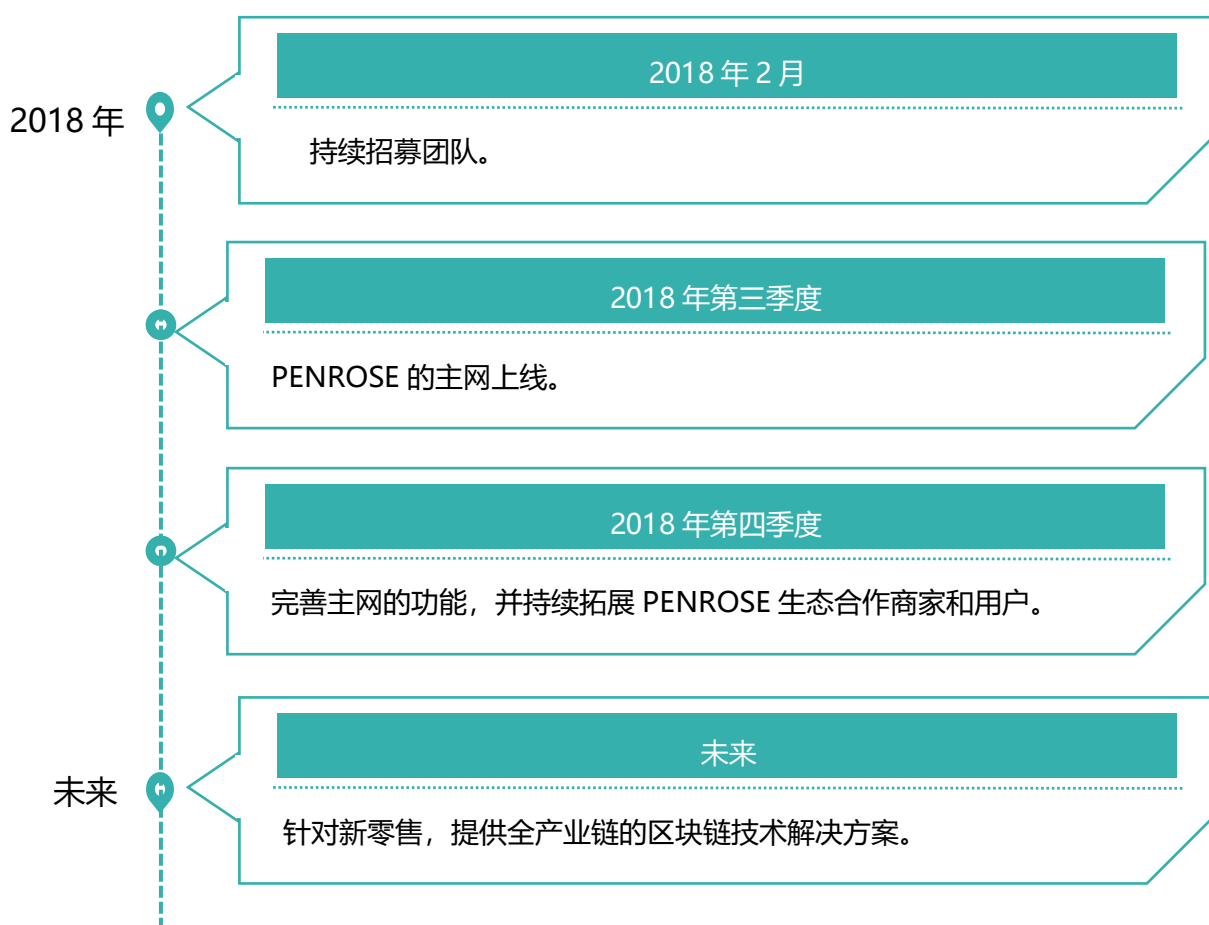 2018 年
2018 年 2 月
持续招募团队。
2018 年第三季度
PENROSE 的主网上线。
2018 年第四季度
完善主网的功能，并持续拓展 PENROSE 生态合作商家和用户。
未来
未来
针对新零售，提供全产业链的区块链技术解决方案。